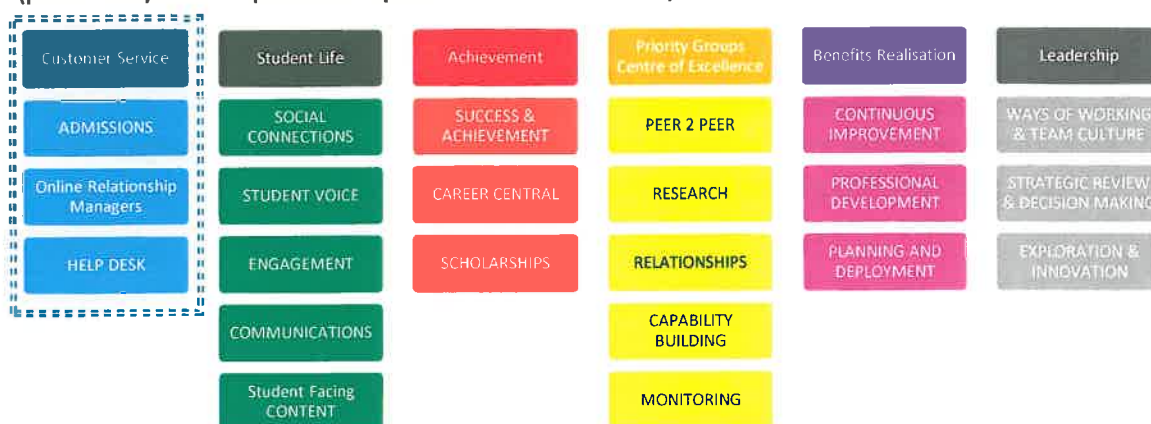 Customer Service
ADMISSIONS
Online Relationship
Managers
HELP DESK
Student Life
SOCIAL
CONNECTIONS
STUDENT VOICE
ENGAGEMENT
COMMUNICATIONS
Student Facing
CONTENT
Achievement
SUCCESS &
ACHIEVEMENT
CAREER CENTRAL
SCHOLARSHIPS
Priority Groups
Centre of Excellence
PEER 2 PEER
RESEARCH
RELATIONSHIPS
CAPABILITY
BUILDING
MONITORING
Benefits Realisation
CONTINUOUS
IMPROVEMENT
PROFESSIONAL
DEVELOPMENT
PLANNING AND
DEPLOYMENT
Leadership
WAYS OF WORKING
& TEAM CULTURE
STRATEGIC REVIEW
& DECISION MAKING
EXPLORATION &
INNOVATION